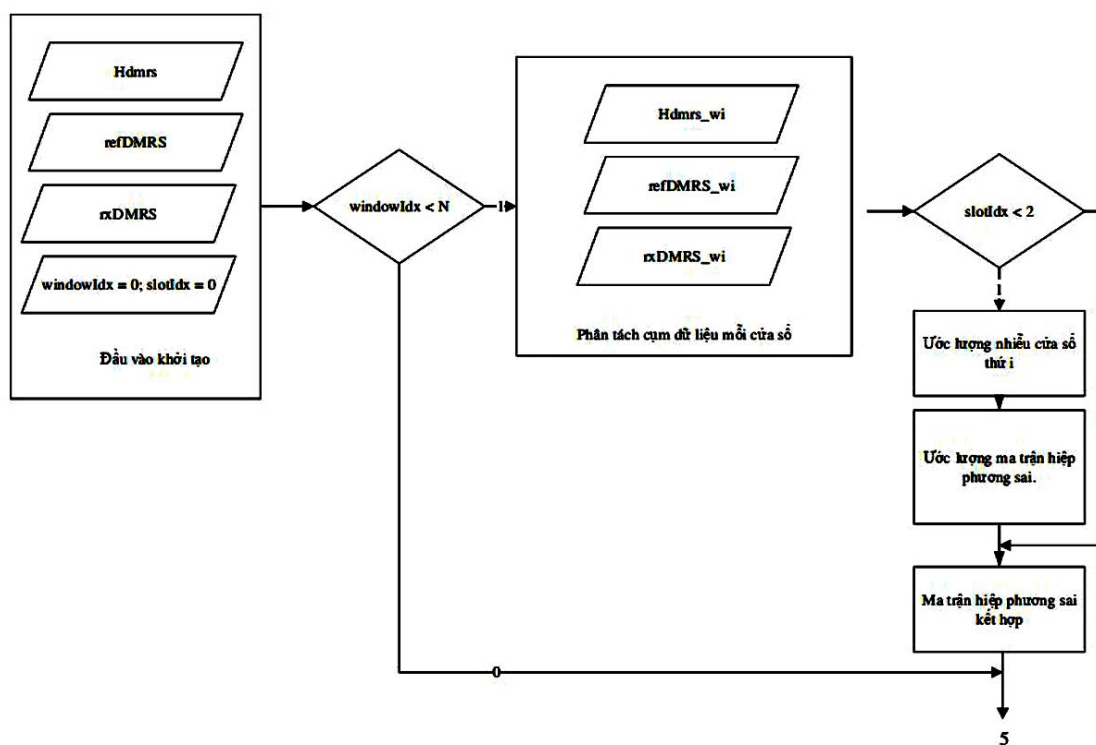 Hdmrs
refDMRS
rxDMRS
windowIdx = 0; slotIdx = 0
Đầu vào khởi tạo
windowIdx < N
1
Hdmrs_wi
refDMRS_wi
rxDMRS_wi
Phân tách cụm dữ liệu mỗi cửa sổ
slotIdx < 2
1
Ước lượng nhiễu cửa sổ
thứ i
Ước lượng ma trận hiệp
phương sai.
Ma trận hiệp phương sai
kết hợp
0
5